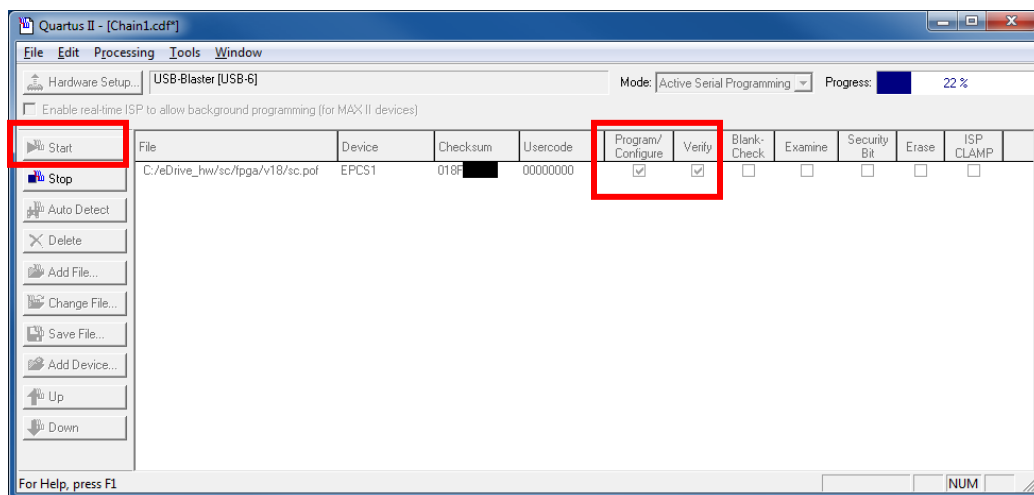 Quartus II - [Chain1.cdf*]
File Edit Processing Tools Window
Hardware Setup... USB-Blaster [USB-6] Mode: Active Serial Programming Progress: 22 %
Enable real-time ISP to allow background programming (for MAX II devices)
Start
Stop
Auto Detect
Delete
Add File...
Change File...
Save File...
Add Device...
Up
Down
File Device Checksum Usercode Program/Configure Verify Blank-Check Examine Security Bit Erase ISP CLAMP
C:/eDrive_hw/sc/fpga/v18/sc.pof EPCS1 018F 00000000
For Help, press F1 NUM